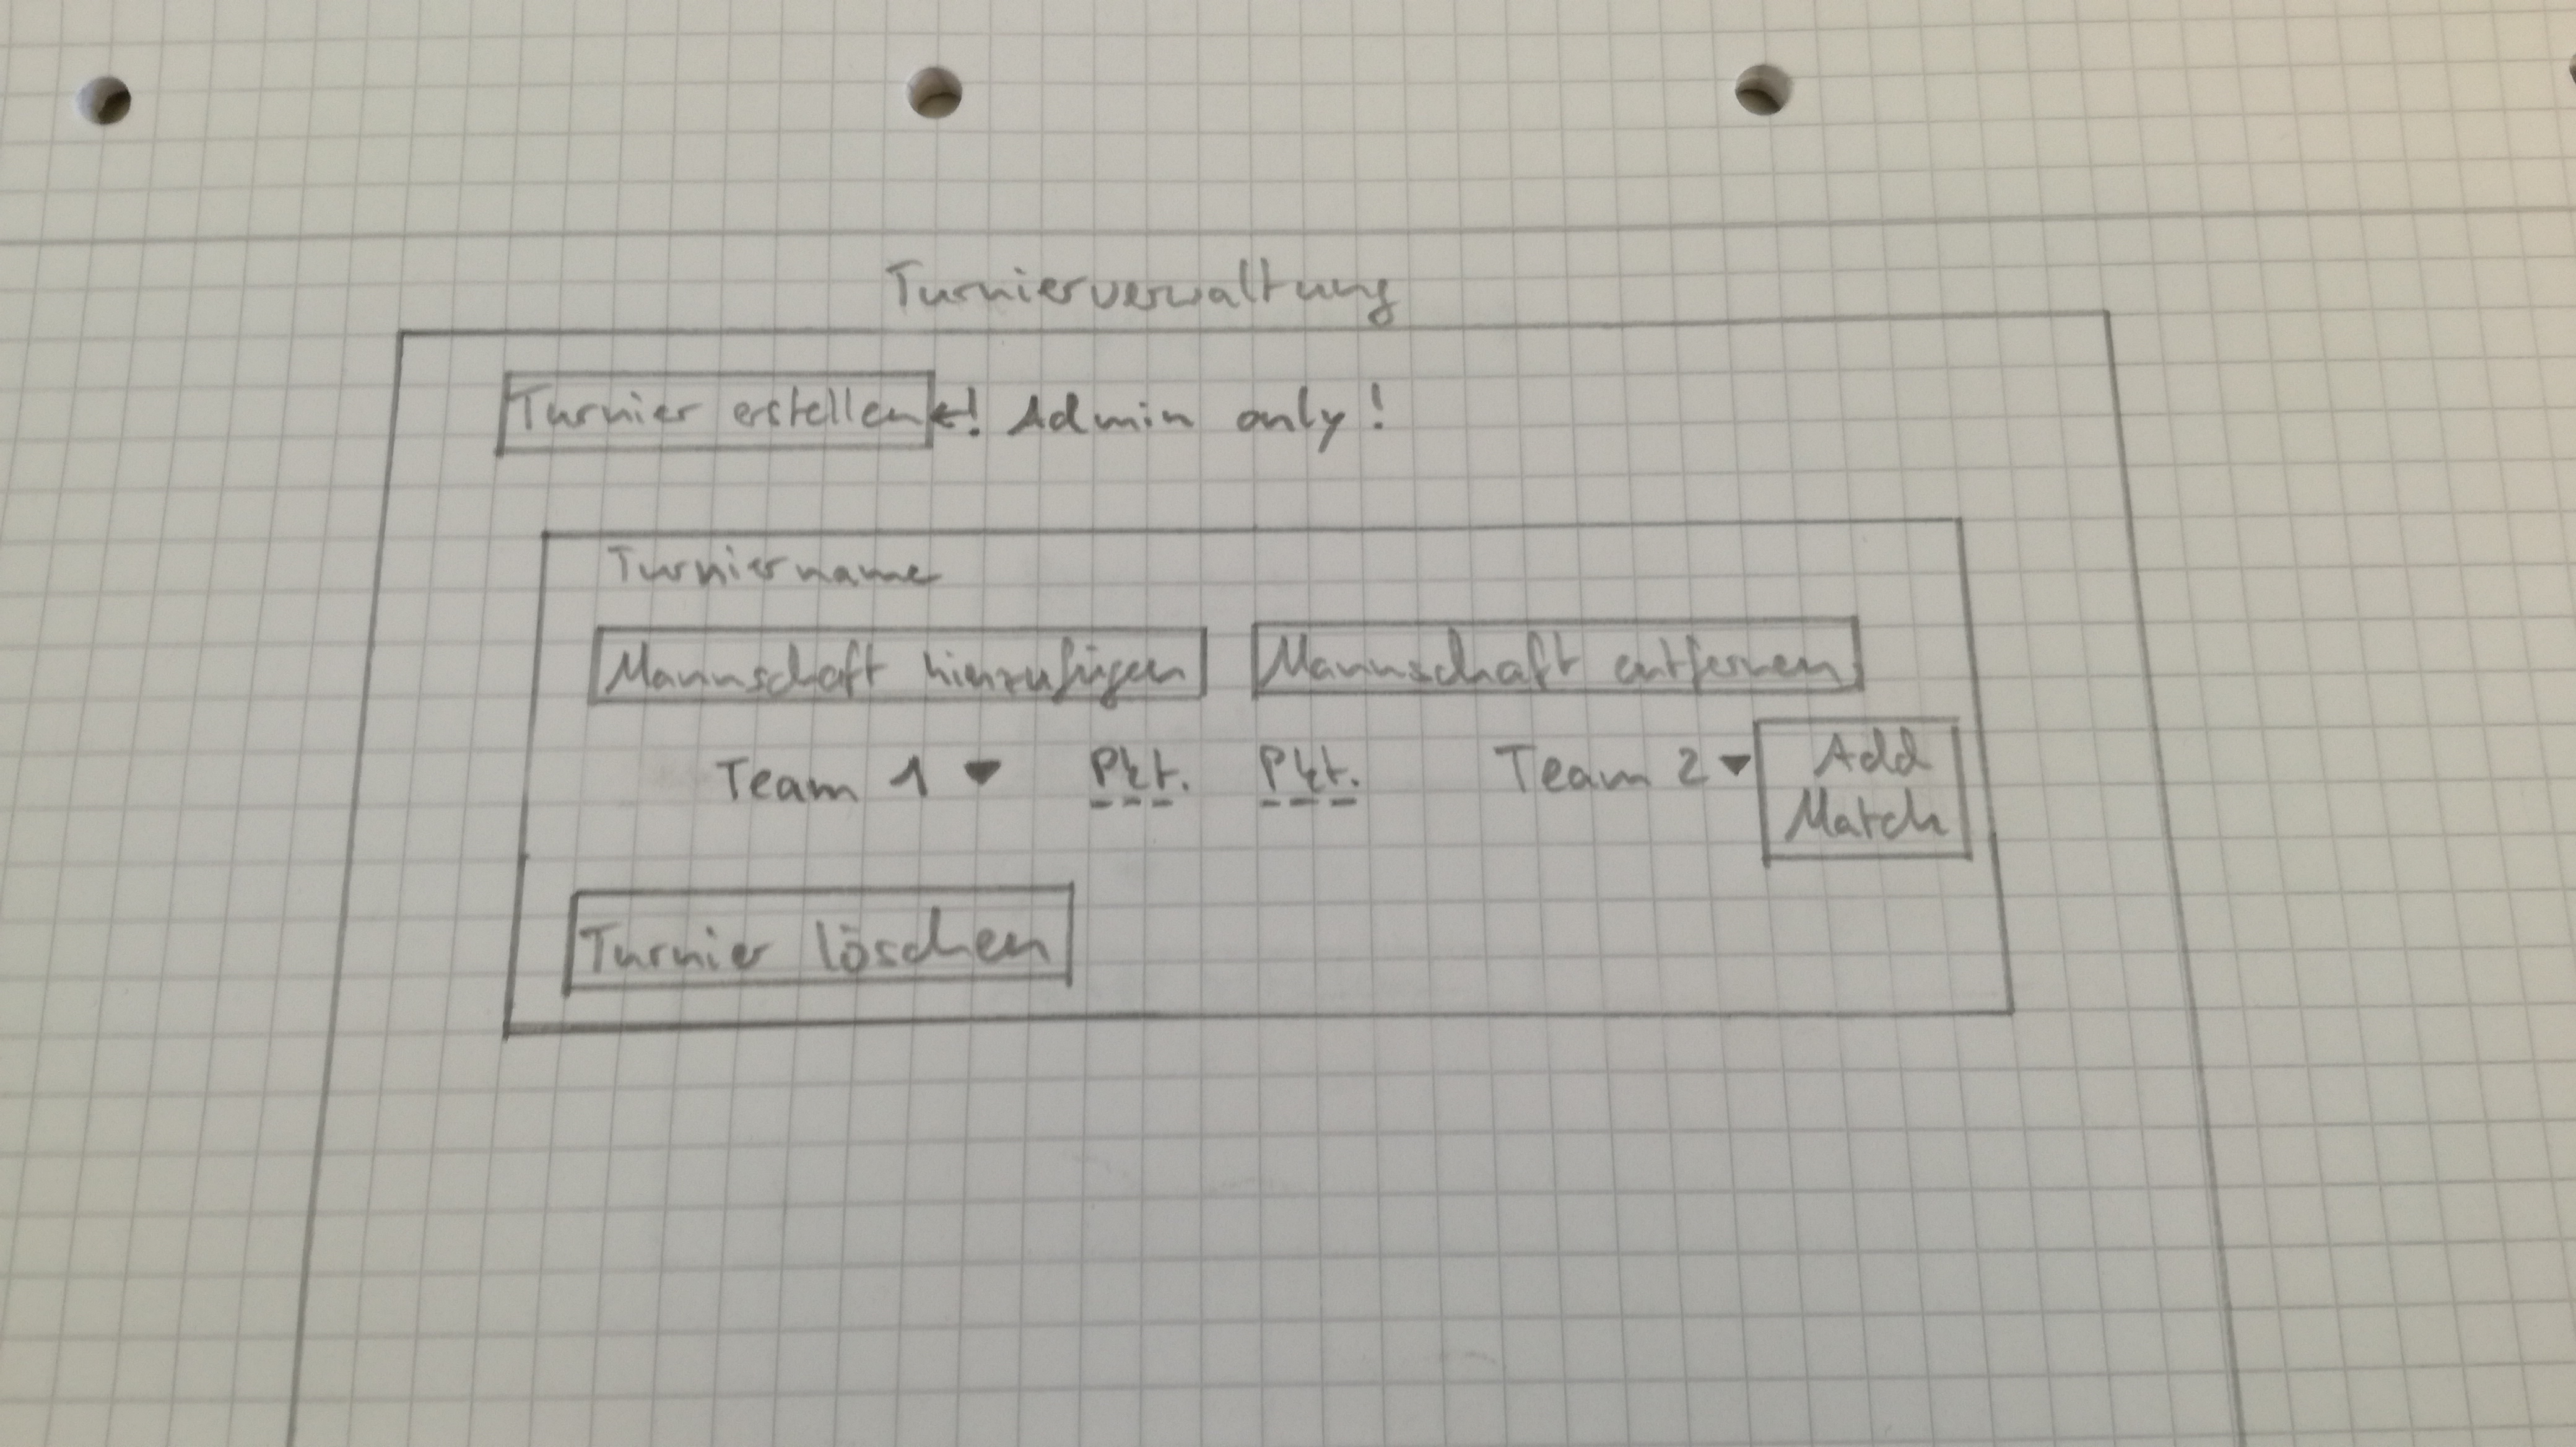 Turnierverwaltung
Turnier erstellen ←! Admin only!
Turniername
Mannschaft hinzufügen Mannschaft entfernen
Team 1 ▼ Pkt. Pkt. Team 2 ▼ Add
Match
Turnier löschen